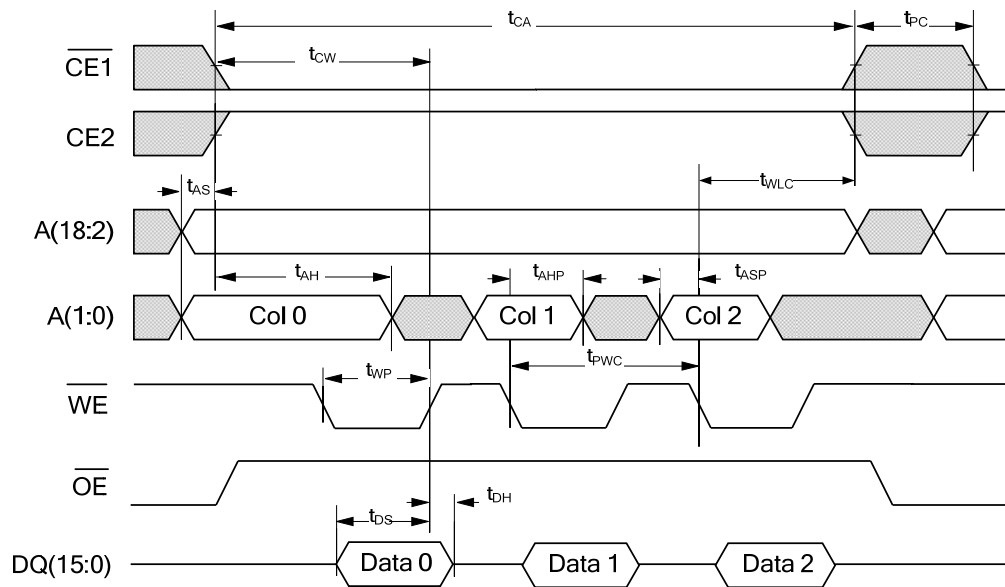 tCA
tPC
CE1
tCW
CE2
tWLC
tAS
A(18:2)
tAH
tAHP
tASP
A(1:0)
Col 0
Col 1
Col 2
tWP
tPWC
WE
OE
tDS
tDH
DQ(15:0)
Data 0
Data 1
Data 2